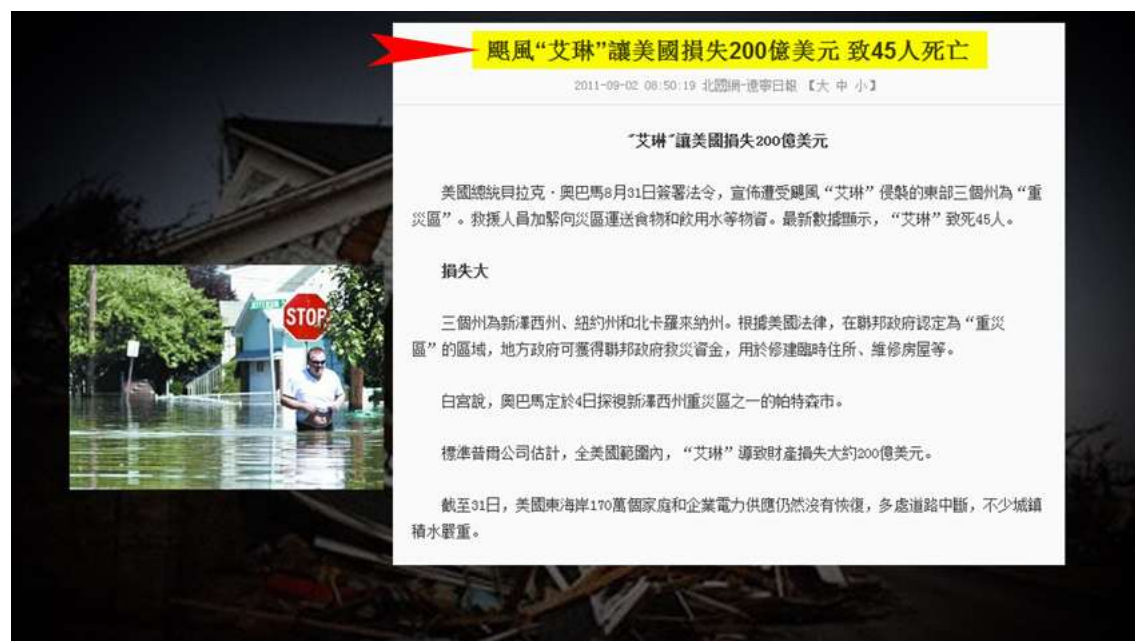 颶風“艾琳”讓美國損失200億美元 致45人死亡
2011-09-02 08:50:19 北國網-遼寧日報 【大 中 小】
“艾琳”讓美國損失200億美元
美國總統貝拉克·奧巴馬8月31日簽署法令，宣佈遭受颶風“艾琳”侵襲的東部三個州為“重
災區”。救援人員加緊向災區運送食物和飲用水等物資。最新數據顯示，“艾琳”致死45人。
損失大
三個州為新澤西州、紐約州和北卡羅來納州。根據美國法律，在聯邦政府認定為“重災
區”的區域，地方政府可獲得聯邦政府救災資金，用於修建臨時住所、維修房屋等。
白宮說，奧巴馬定於4日探視新澤西州重災區之一的帕特森市。
標準普爾公司估計，全美國範圍內，“艾琳”導致財產損失大約200億美元。
截至31日，美國東海岸170萬個家庭和企業電力供應仍然沒有恢復，多處道路中斷，不少城鎮
積水嚴重。
JEFFERSON
STOP